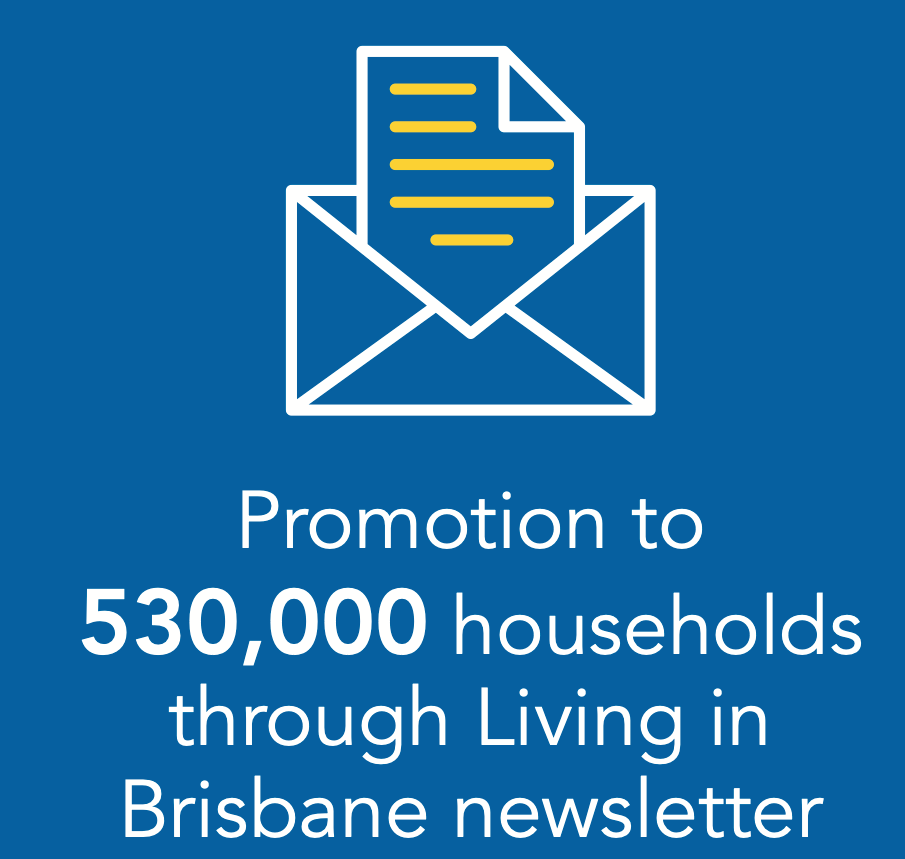 Promotion to
530,000 households
through Living in
Brisbane newsletter